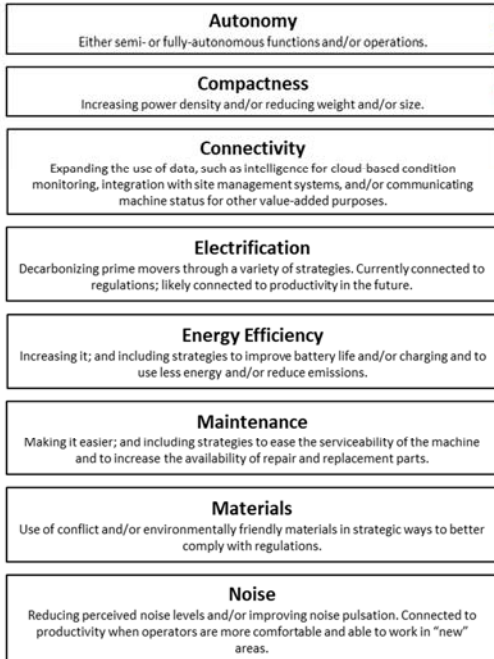 Autonomy
Either semi- or fully-autonomous functions and/or operations.
Compactness
Increasing power density and/or reducing weight and/or size.
Connectivity
Expanding the use of data, such as intelligence for cloud-based condition
monitoring, integration with site management systems, and/or communicating
machine status for other value-added purposes.
Electrification
Decarbonizing prime movers through a variety of strategies. Currently connected to
regulations; likely connected to productivity in the future.
Energy Efficiency
Increasing it; and including strategies to improve battery life and/or charging and to
use less energy and/or reduce emissions.
Maintenance
Making it easier; and including strategies to ease the serviceability of the machine
and to increase the availability of repair and replacement parts.
Materials
Use of conflict and/or environmentally friendly materials in strategic ways to better
comply with regulations.
Noise
Reducing perceived noise levels and/or improving noise pulsation. Connected to
productivity when operators are more comfortable and able to work in “new”
areas.